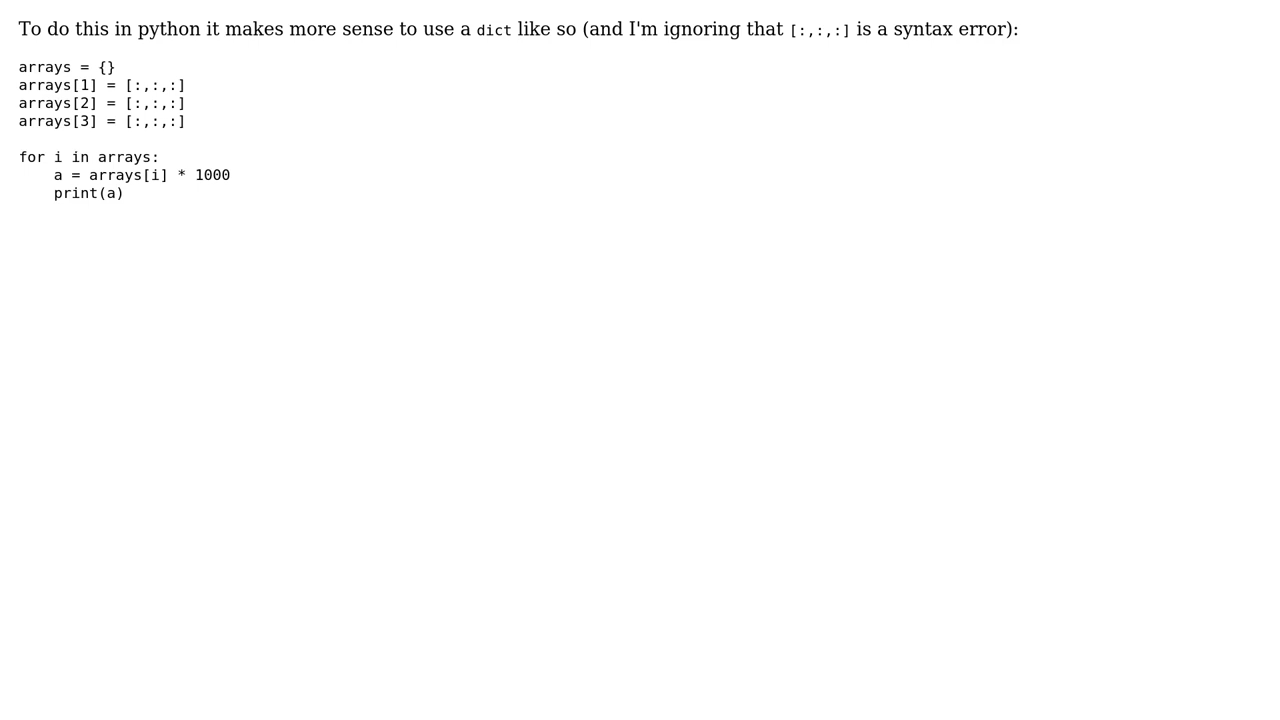 To do this in python it makes more sense to use a dict like so (and I'm ignoring that [:,:,:] is a syntax error):
arrays = {}
arrays[1] = [:,:,:]
arrays[2] = [:,:,:]
arrays[3] = [:,:,:]

for i in arrays:
    a = arrays[i] * 1000
    print(a)